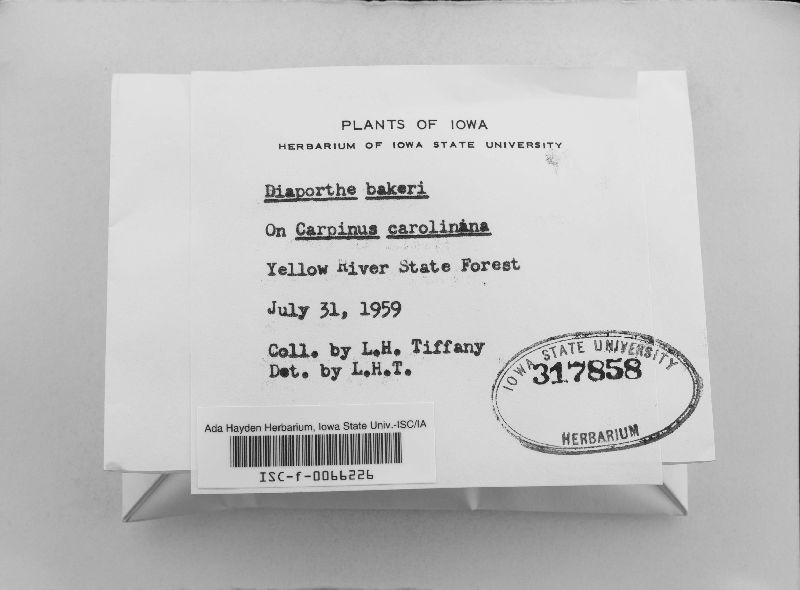 PLANTS OF IOWA
HERBARIUM OF IOWA STATE UNIVERSITY
Diaporthe bakeri
On Carpinus carolinina
Yellow River State Forest
July 31, 1959
Coll. by L.H. Tiffany
Det. by L.H.T.
IOWA STATE UNIVERSITY
317858
HERBARIUM
Ada Hayden Herbarium, Iowa State Univ.-ISC/IA
ISC-f-0066226